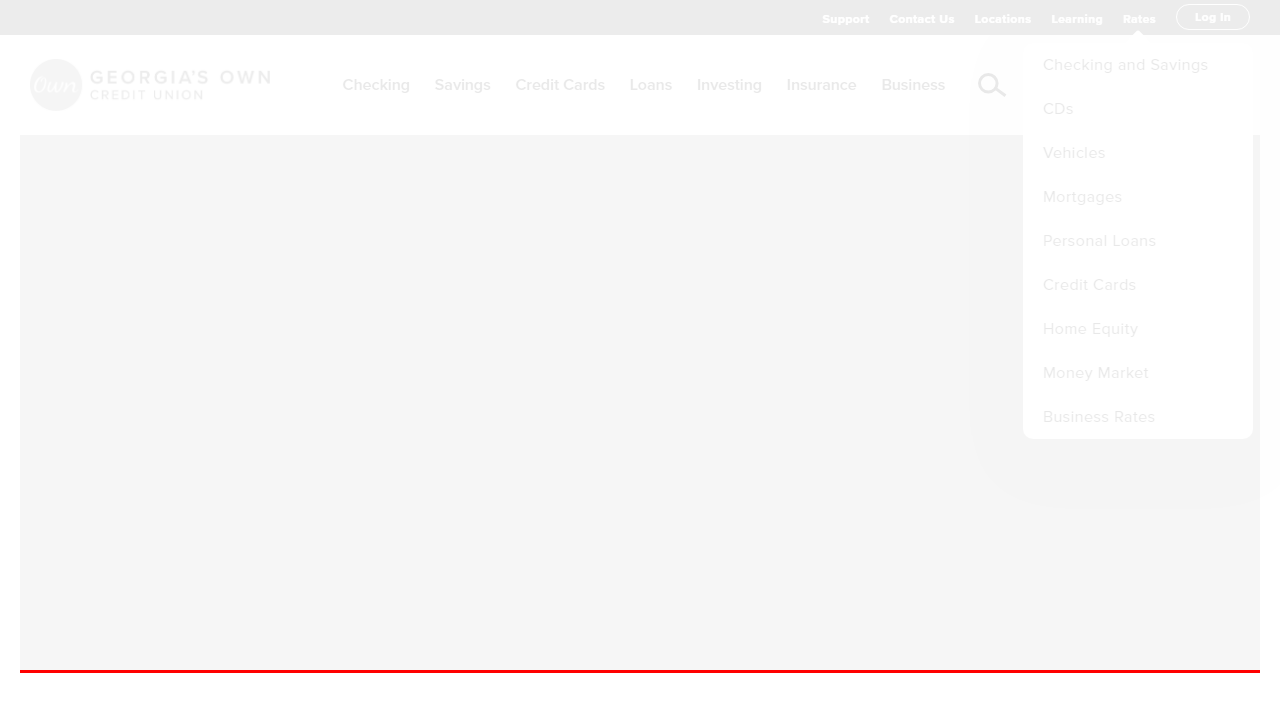 Support Contact Us Locations Learning Rates Log In
Own GEORGIA'S OWN
CREDIT UNION
Checking Savings Credit Cards Loans Investing Insurance Business
Checking and Savings
CDs
Vehicles
Mortgages
Personal Loans
Credit Cards
Home Equity
Money Market
Business Rates